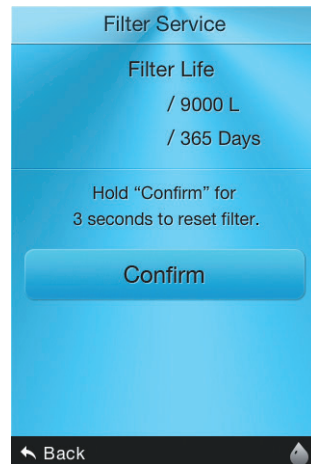 Filter Service
Filter Life
/ 9000 L
/ 365 Days
Hold “Confirm” for
3 seconds to reset filter.
Confirm
Back